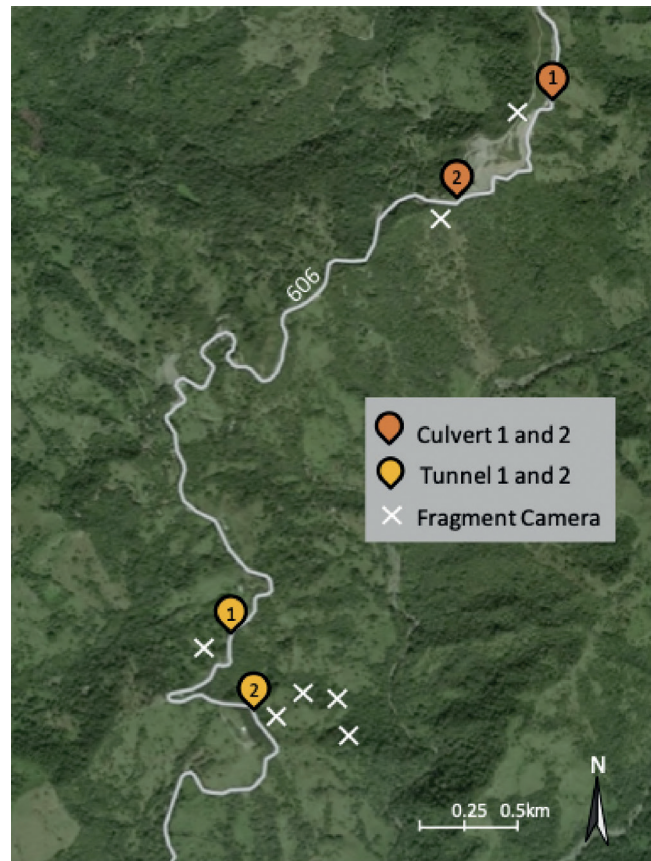 1
2
606
Culvert 1 and 2
Tunnel 1 and 2
Fragment Camera
1
2
N
0.25 0.5km